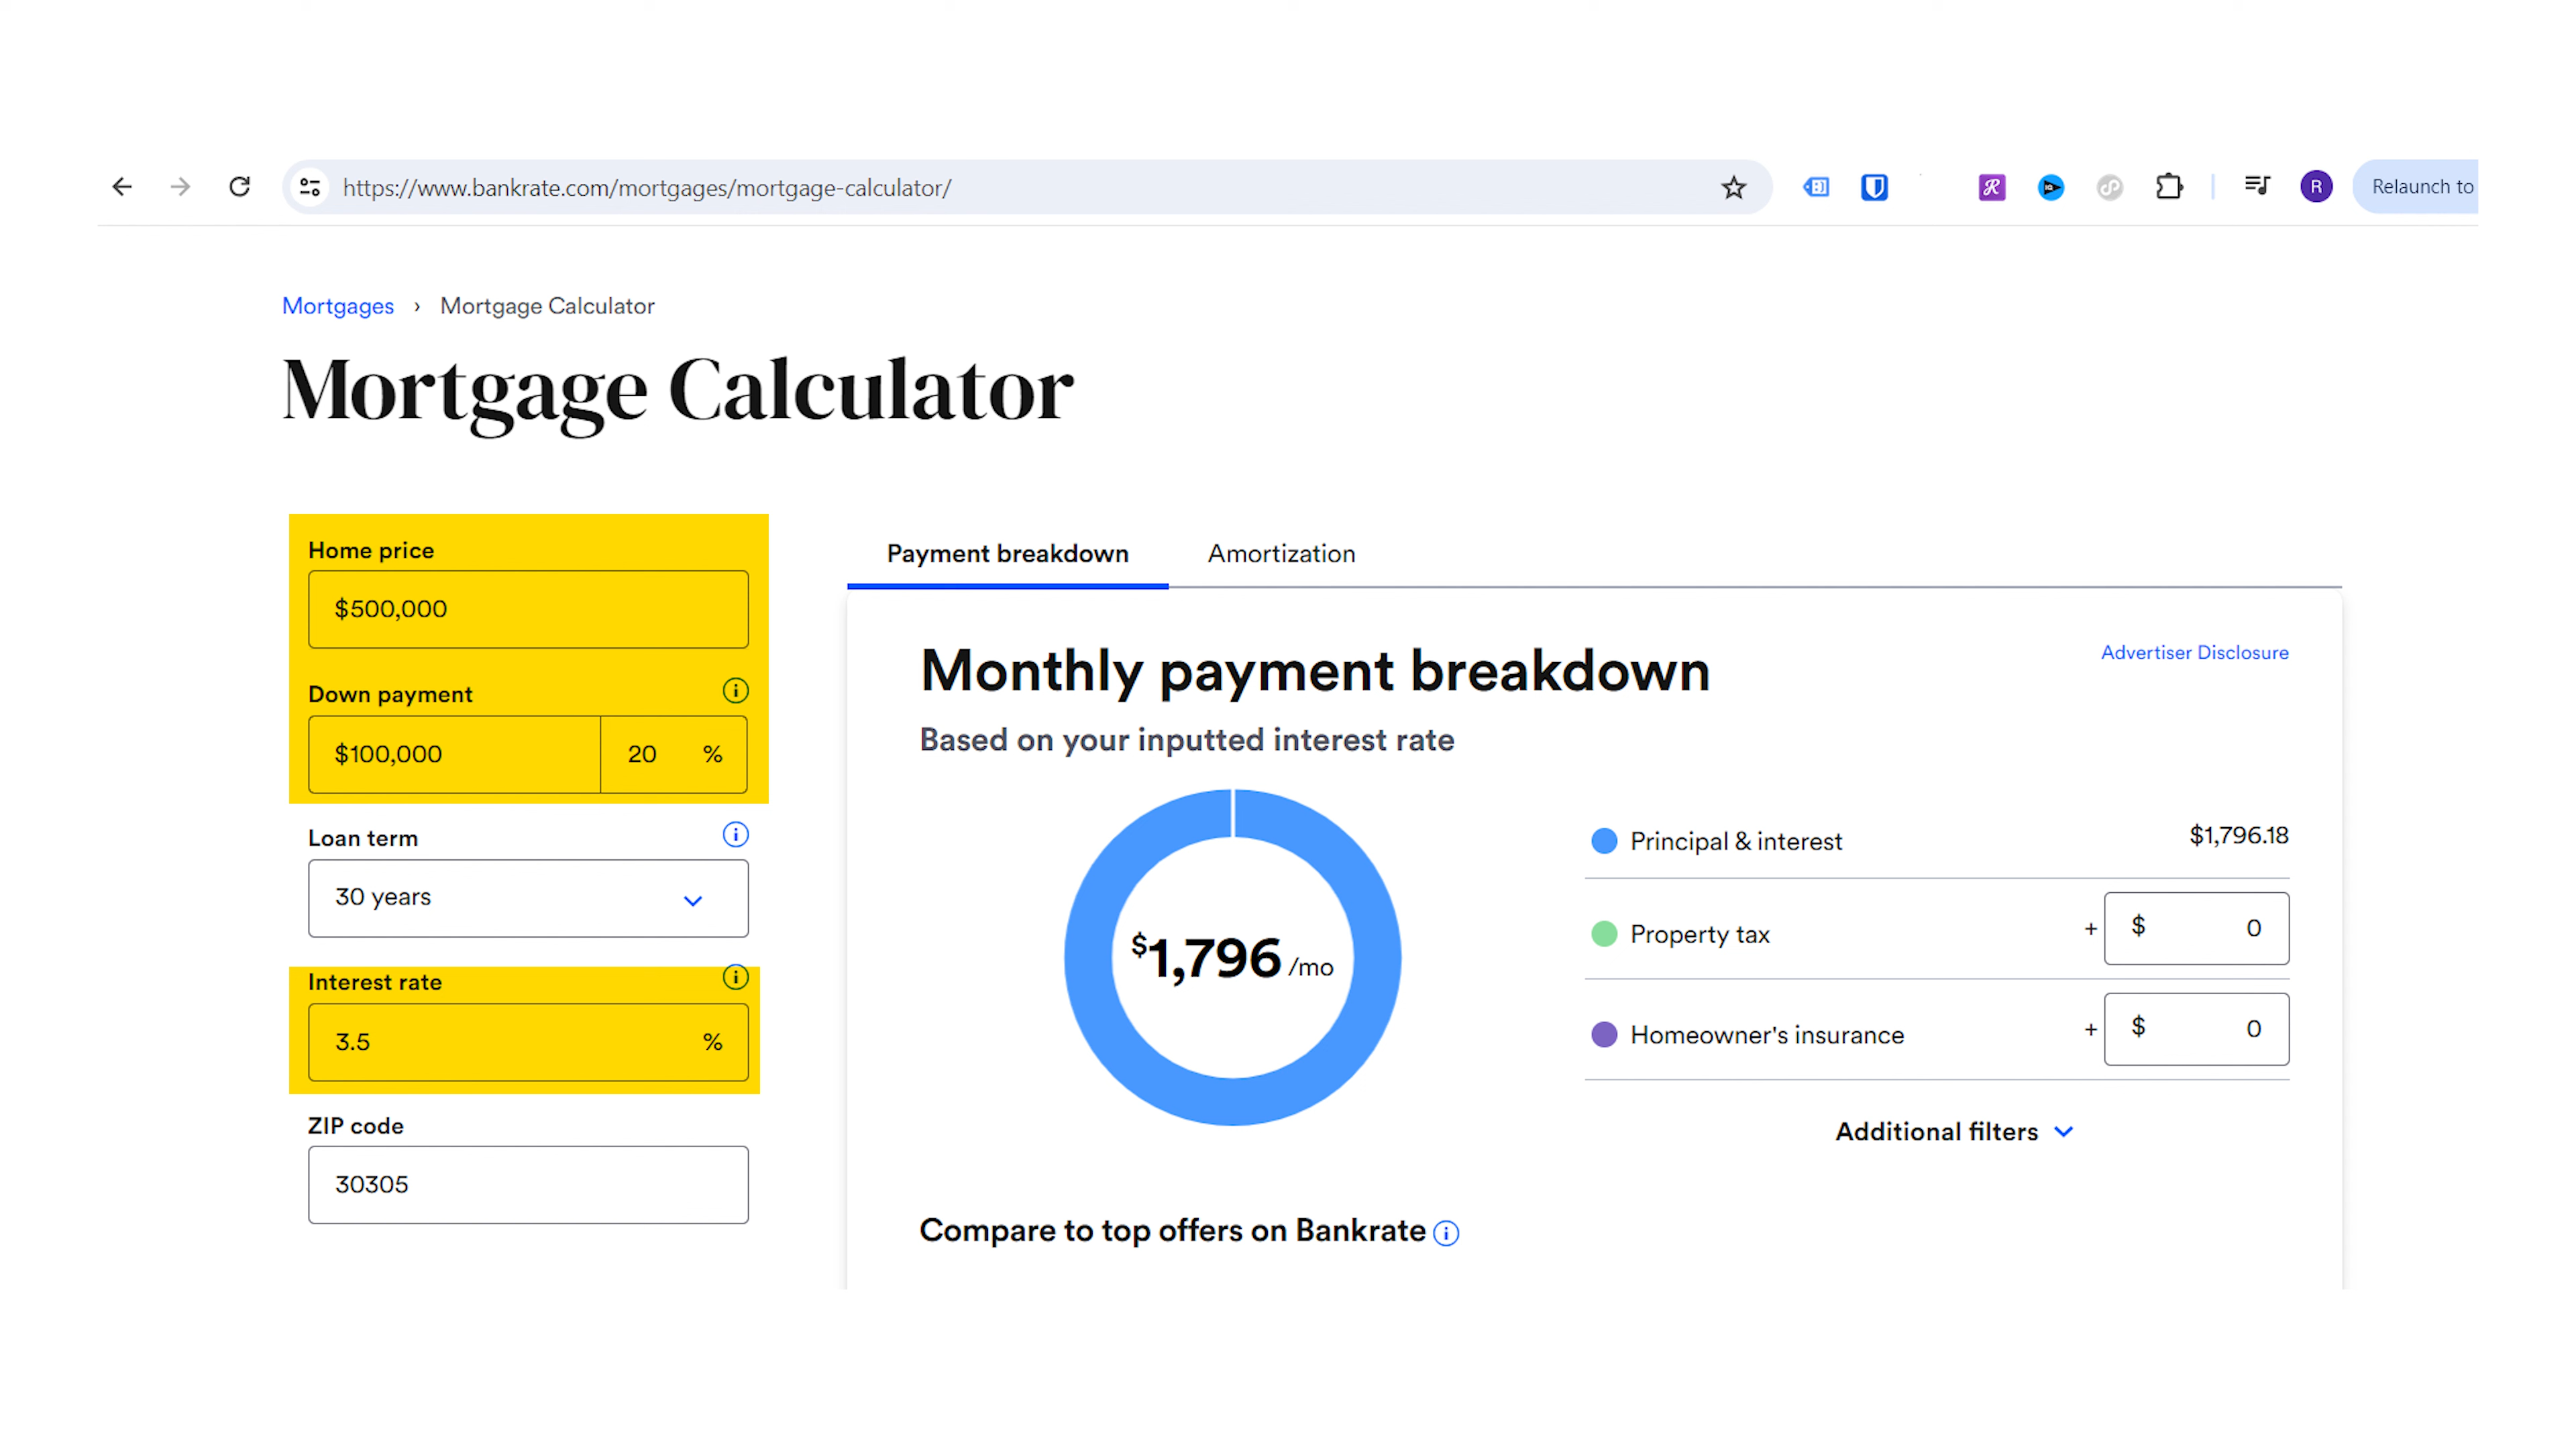 https://www.bankrate.com/mortgages/mortgage-calculator/
R
Relaunch to
Mortgages › Mortgage Calculator
Mortgage Calculator
Home price
$500,000
Down payment
$100,000 20 %
Loan term
30 years
Interest rate
3.5 %
ZIP code
30305
Payment breakdown Amortization
Monthly payment breakdown
Advertiser Disclosure
Based on your inputted interest rate
$1,796 /mo
Principal & interest $1,796.18
Property tax + $ 0
Homeowner's insurance + $ 0
Additional filters
Compare to top offers on Bankrate